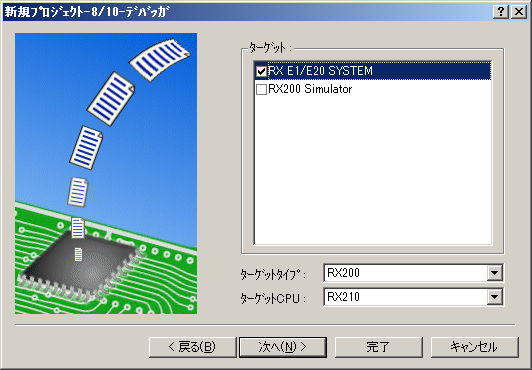 新規ﾌﾟﾛｼﾞｪｸﾄ-8/10-ﾃﾞﾊﾞｯｶﾞ
ﾀｰｹﾞｯﾄ :
RX E1/E20 SYSTEM
RX200 Simulator
ﾀｰｹﾞｯﾄﾀｲﾌﾟ :
RX200
ﾀｰｹﾞｯﾄCPU :
RX210
< 戻る(B)
次へ(N) >
完了
キャンセル